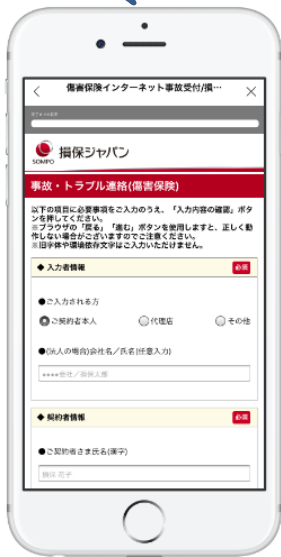 傷害保険インターネット事故受付/損…
SOMPO 損保ジャパン
事故・トラブル連絡(傷害保険)
以下の項目に必要事項をご入力のうえ、「入力内容の確認」ボタ
ンを押してください。
※ブラウザの「戻る」「進む」ボタンを使用しますと、正しく動
作しない場合がございますのでご注意ください。
※旧字体や環境依存文字はご入力いただけません。
◆ 入力者情報 必須
●ご入力される方
ご契約者本人 代理店 その他
●(法人の場合)会社名/氏名(任意入力)
●●●●会社/損保太郎
◆ 契約者情報 必須
●ご契約者さま氏名(漢字)
損保 花子